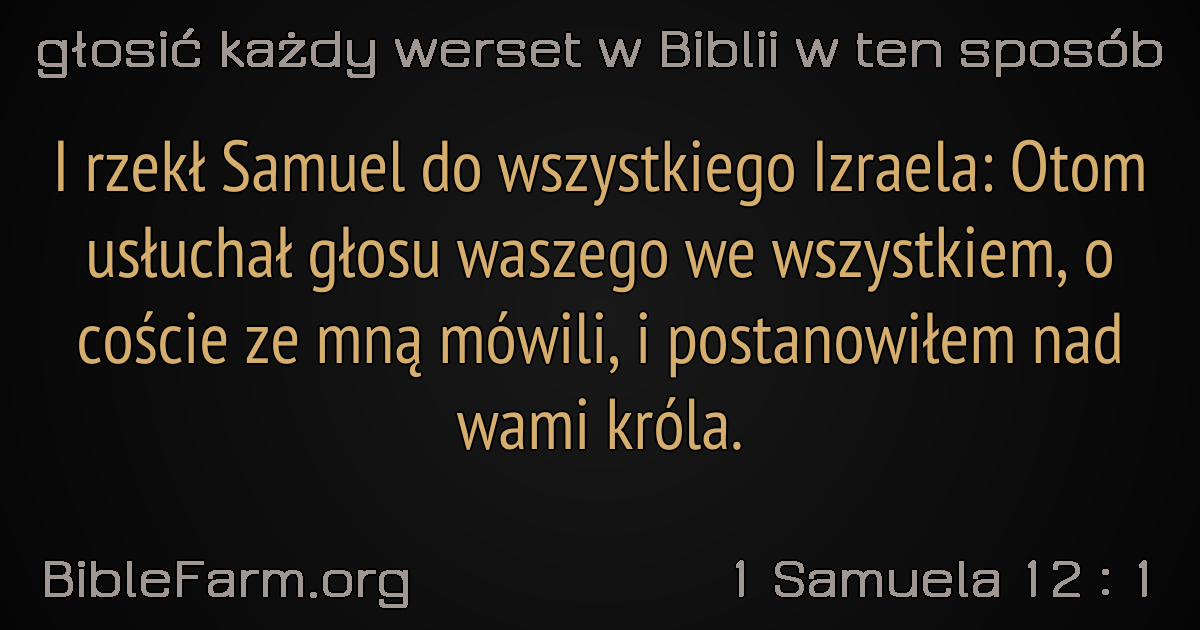 głosić każdy werset w Biblii w ten sposób
I rzekł Samuel do wszystkiego Izraela: Otom
usłuchał głosu waszego we wszystkiem, o
coście ze mną mówili, i postanowiłem nad
wami króla.
BibleFarm.org
1 Samuela 12 : 1